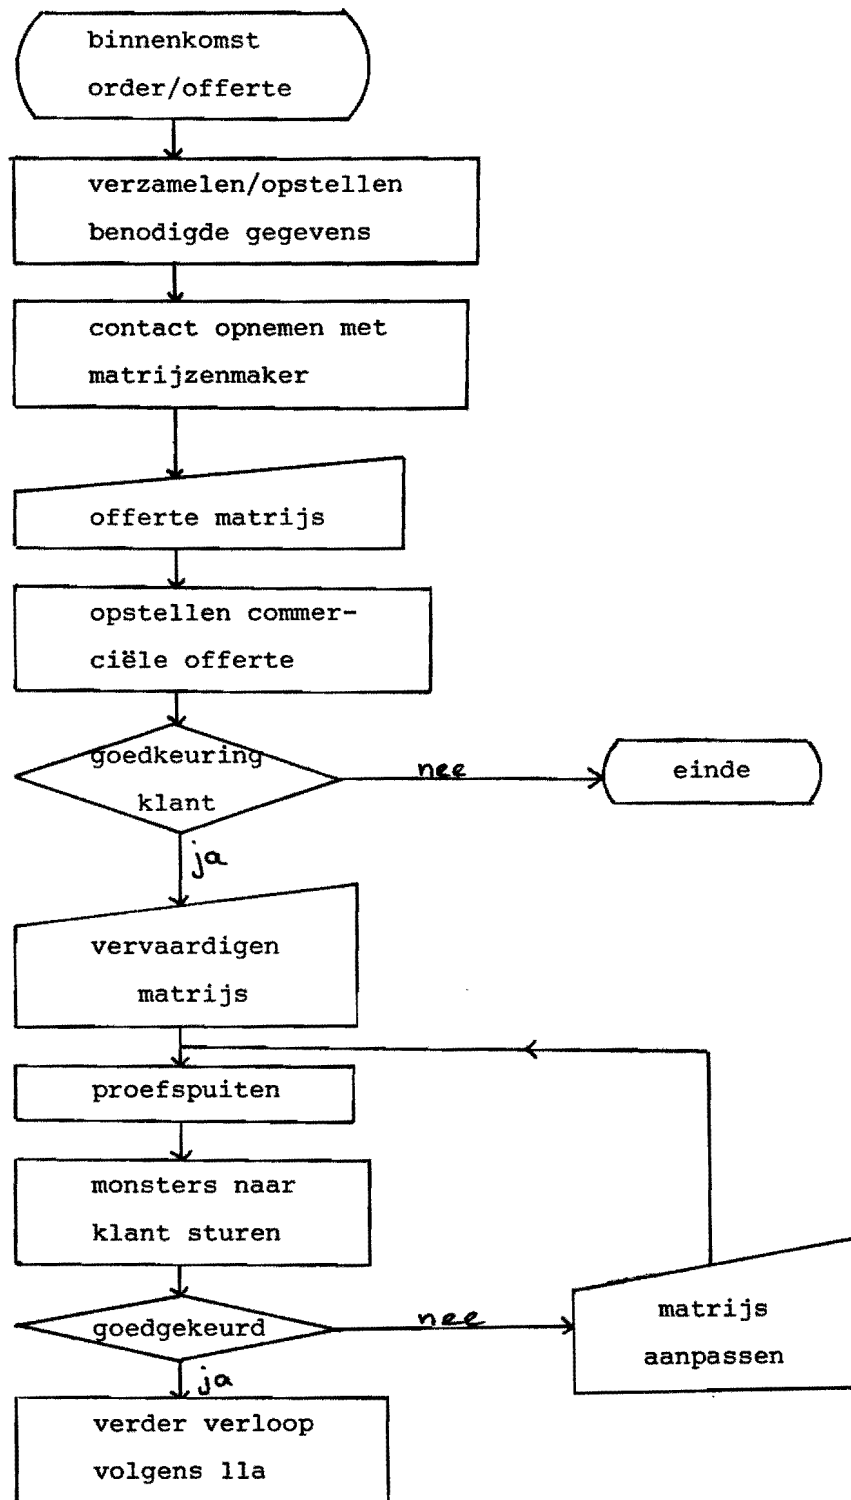 binnenkomst
order/offerte
verzamelen/opstellen
benodigde gegevens
contact opnemen met
matrijzenmaker
offerte matrijs
opstellen commer-
ciële offerte
goedkeuring
klant
nee
einde
ja
vervaardigen
matrijs
proefspuiten
monsters naar
klant sturen
goedgekeurd
nee
matrijs
aanpassen
ja
verder verloop
volgens 11a